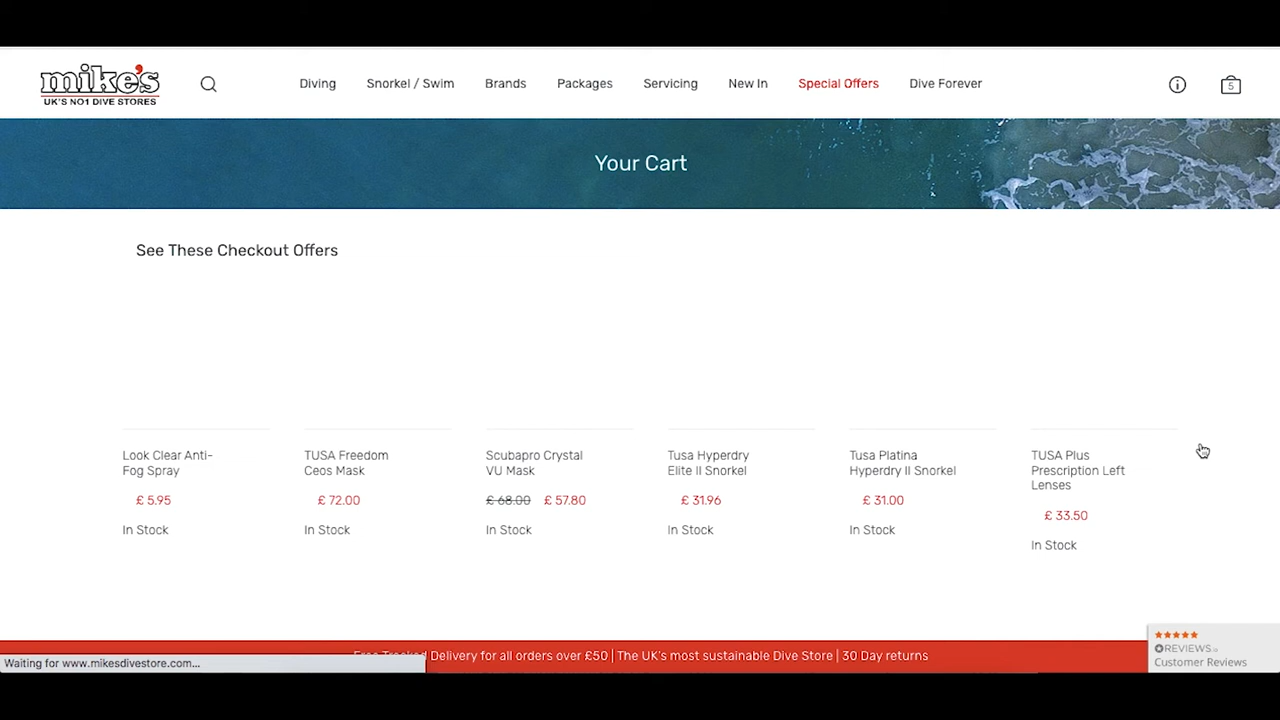 mike's
UK'S NO1 DIVE STORES
Diving
Snorkel / Swim
Brands
Packages
Servicing
New In
Special Offers
Dive Forever
5
Your Cart
See These Checkout Offers
Look Clear Anti-
Fog Spray
£ 5.95
In Stock
TUSA Freedom
Ceos Mask
£ 72.00
In Stock
Scubapro Crystal
VU Mask
£ 68.00 £ 57.80
In Stock
Tusa Hyperdry
Elite II Snorkel
£ 31.96
In Stock
Tusa Platina
Hyperdry II Snorkel
£ 31.00
In Stock
TUSA Plus
Prescription Left
Lenses
£ 33.50
In Stock
Free Tracked Delivery for all orders over £50 | The UK's most sustainable Dive Store | 30 Day returns
Waiting for www.mikesdivestore.com...
REVIEWS.io
Customer Reviews